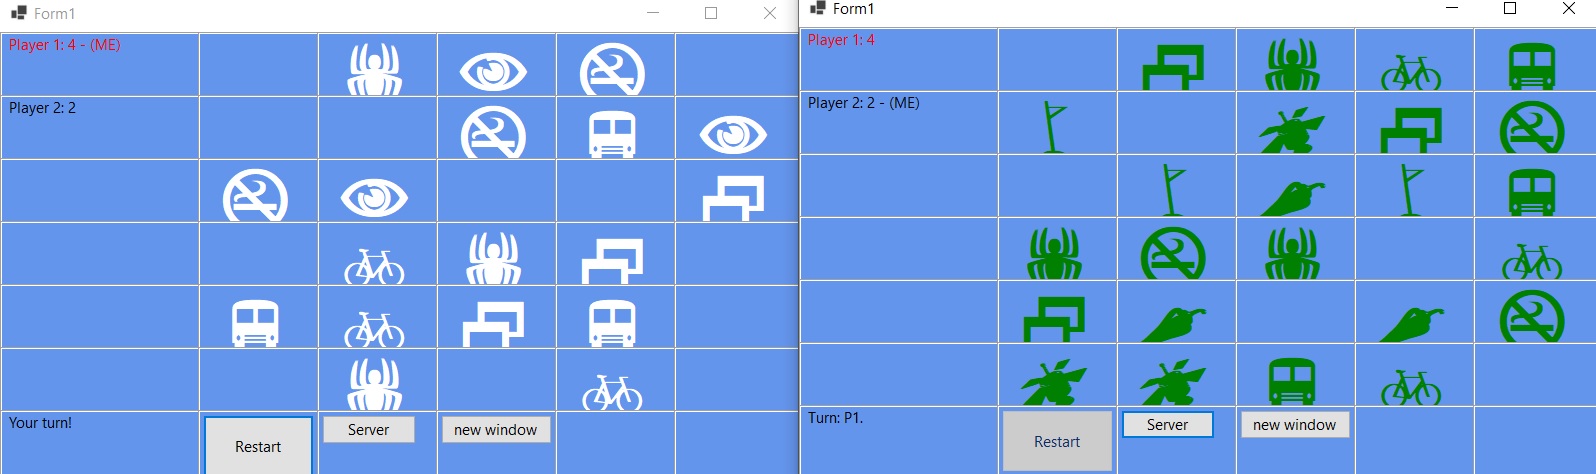 Form1
Player 1: 4 - (ME)
Player 2: 2
Your turn!
Restart
Server
new window
Form1
Player 1: 4
Player 2: 2 - (ME)
Turn: P1.
Restart
Server
new window